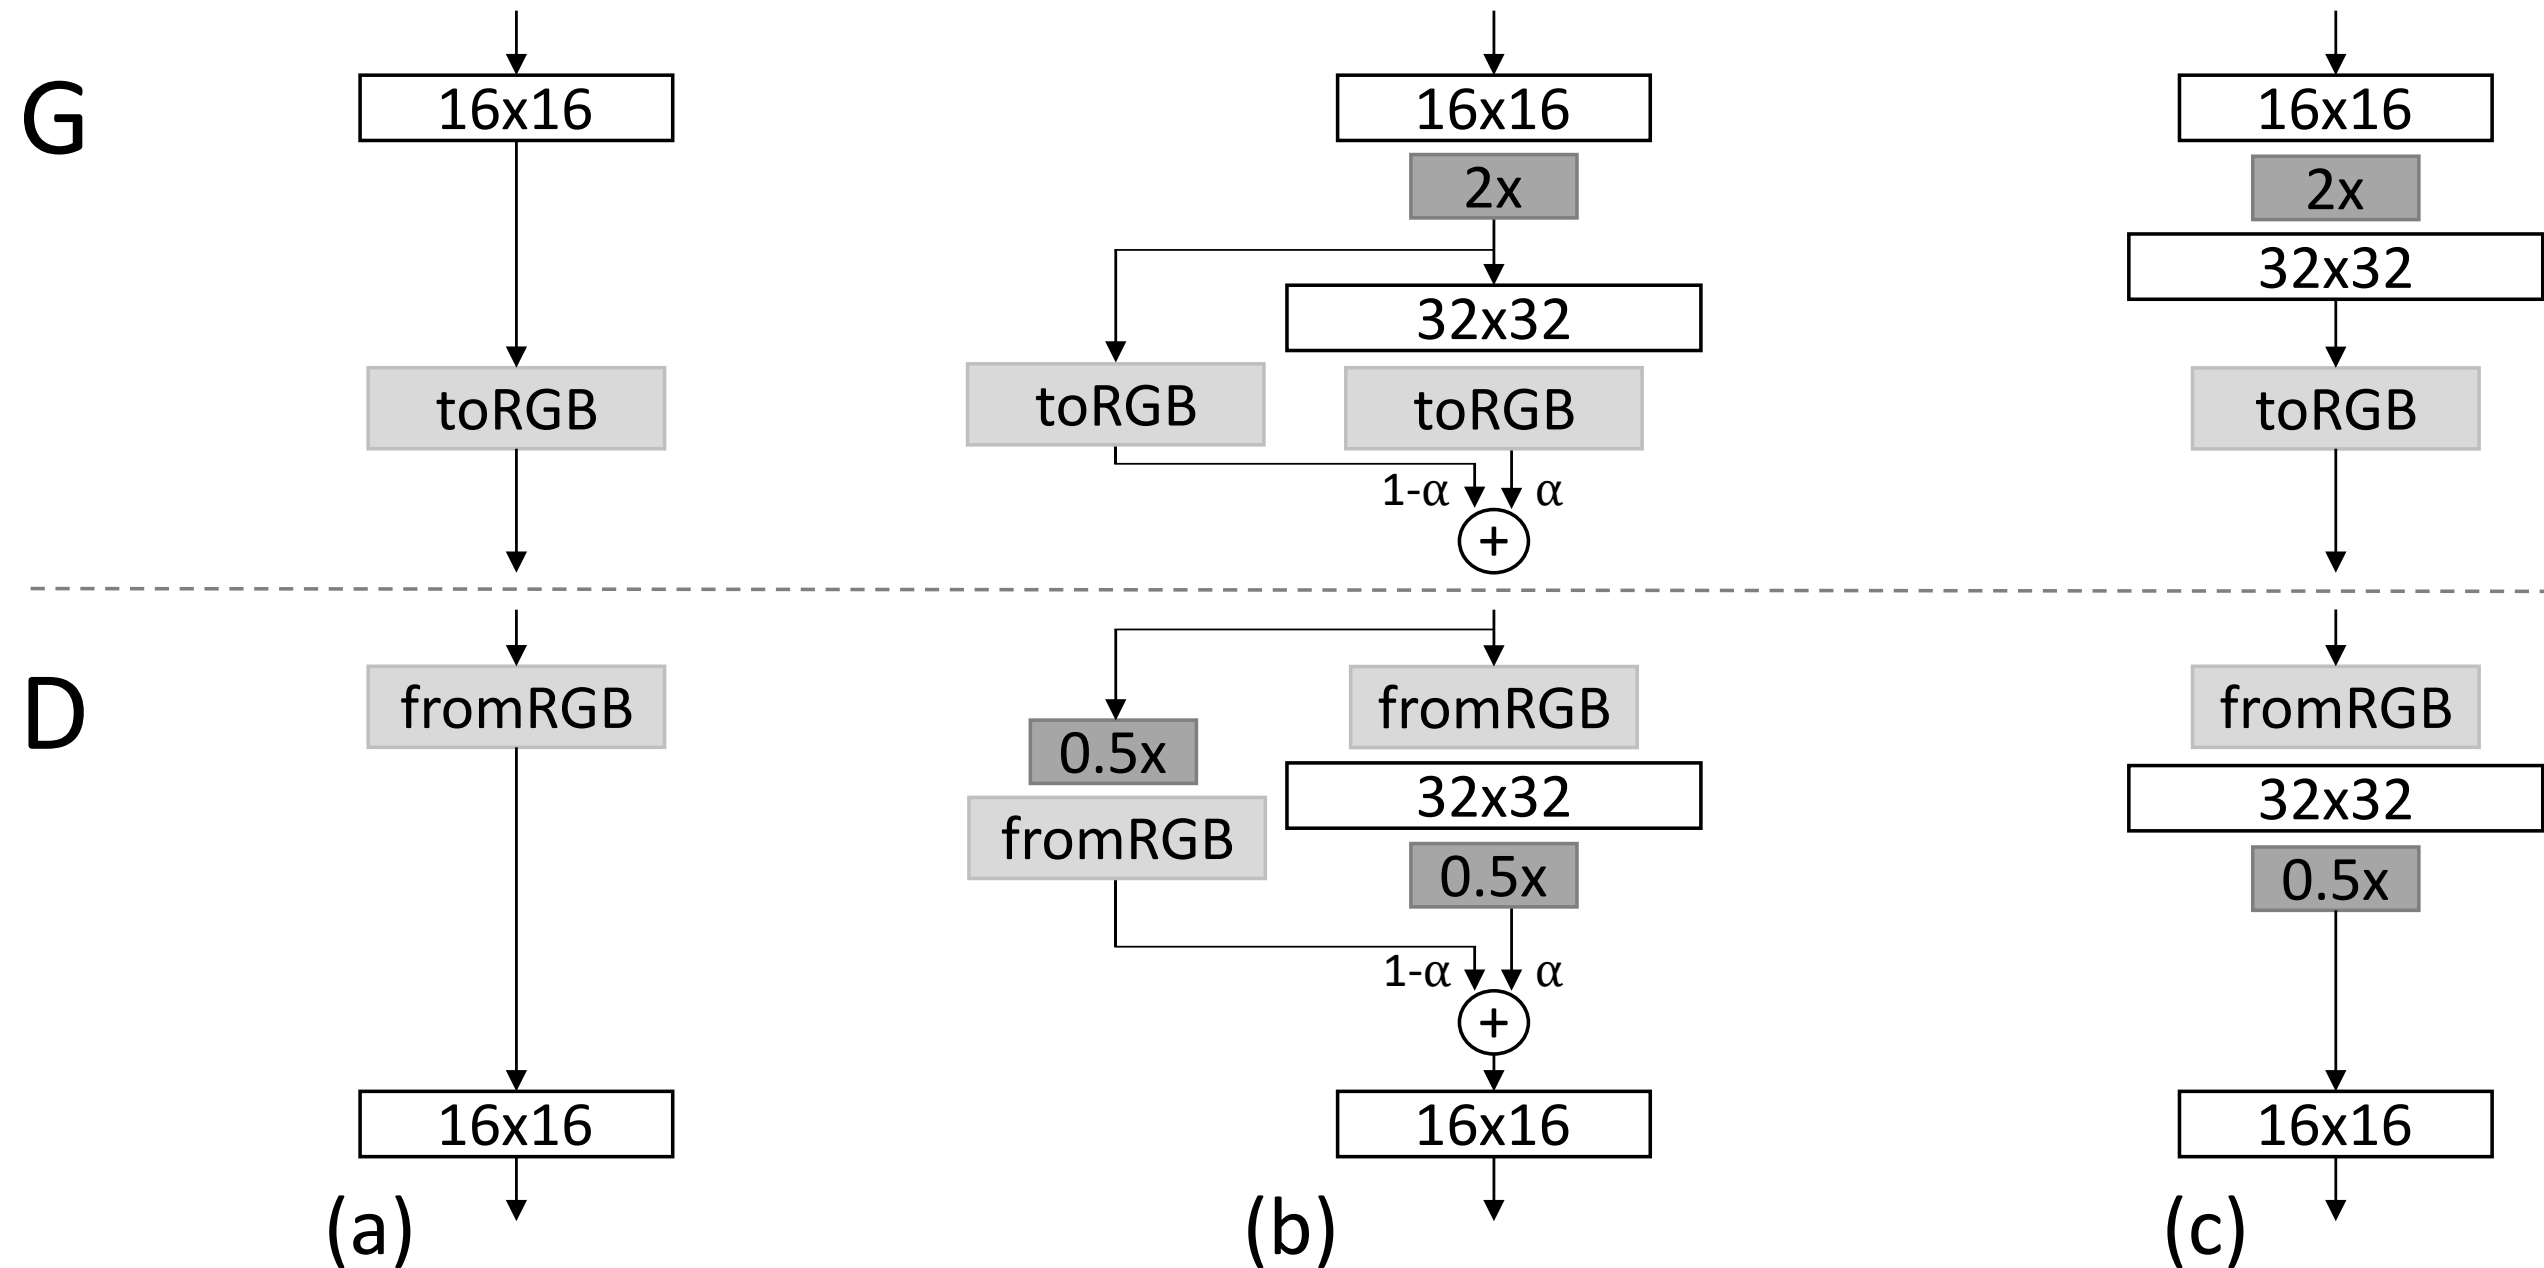 G
16x16
toRGB
16x16
2x
32x32
toRGB
toRGB
1-α
α
+
16x16
2x
32x32
toRGB
D
fromRGB
16x16
(a)
fromRGB
0.5x
32x32
fromRGB
0.5x
1-α
α
+
16x16
(b)
fromRGB
32x32
0.5x
16x16
(c)